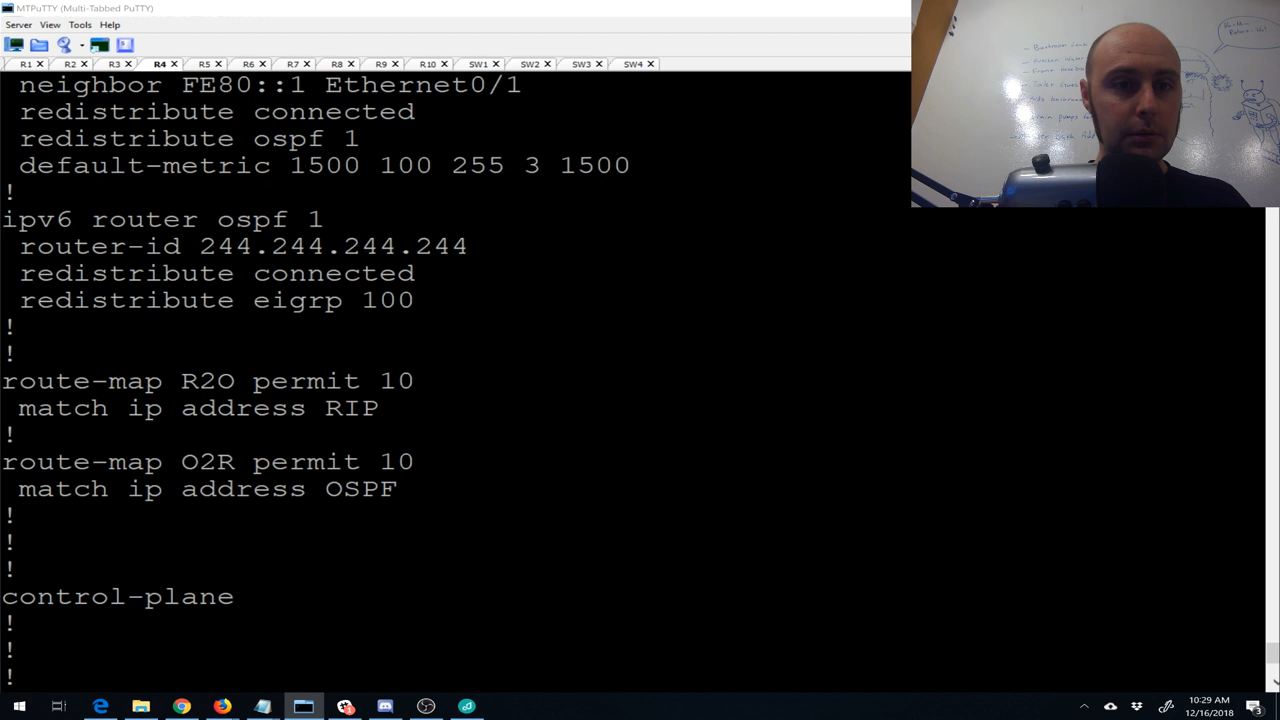 MTPuTTY (Multi-Tabbed PuTTY)
Server View Tools Help
R1 R2 R3 R4 R5 R6 R7 R8 R9 R10 SW1 SW2 SW3 SW4
neighbor FE80::1 Ethernet0/1
redistribute connected
redistribute ospf 1
default-metric 1500 100 255 3 1500
!
ipv6 router ospf 1
router-id 244.244.244.244
redistribute connected
redistribute eigrp 100
!
!
route-map R2O permit 10
match ip address RIP
!
route-map O2R permit 10
match ip address OSPF
!
!
!
control-plane
!
!
!
10:29 AM
12/16/2018
3